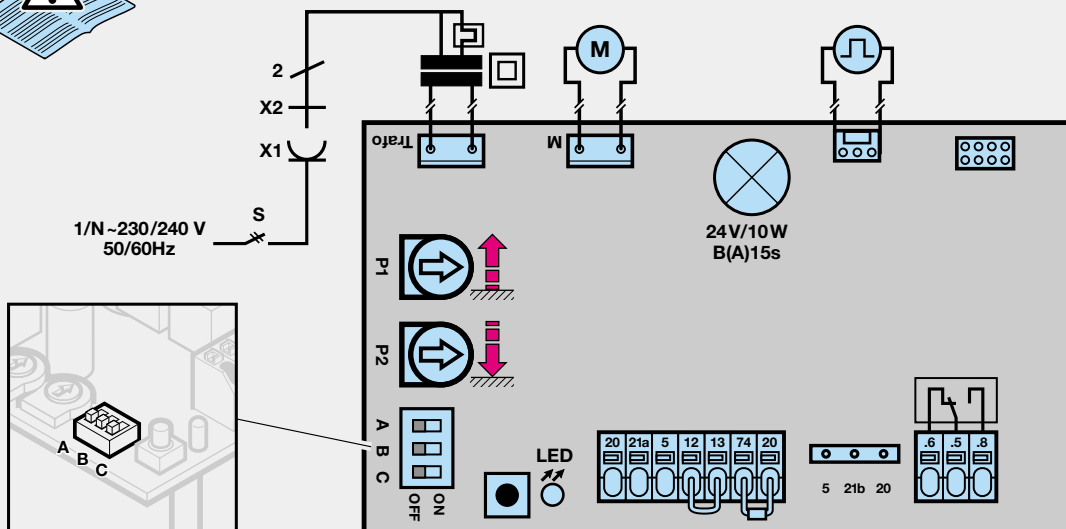 2
X2
X1
S
1/N ~230/240 V
50/60Hz
M
Trafo
M
24V/10W
B(A)15s
P1
P2
A
B
C
OFF
ON
LED
20 21a 5 12 13 74 20
5 21b 20
.6 .5 .8
A
B
C